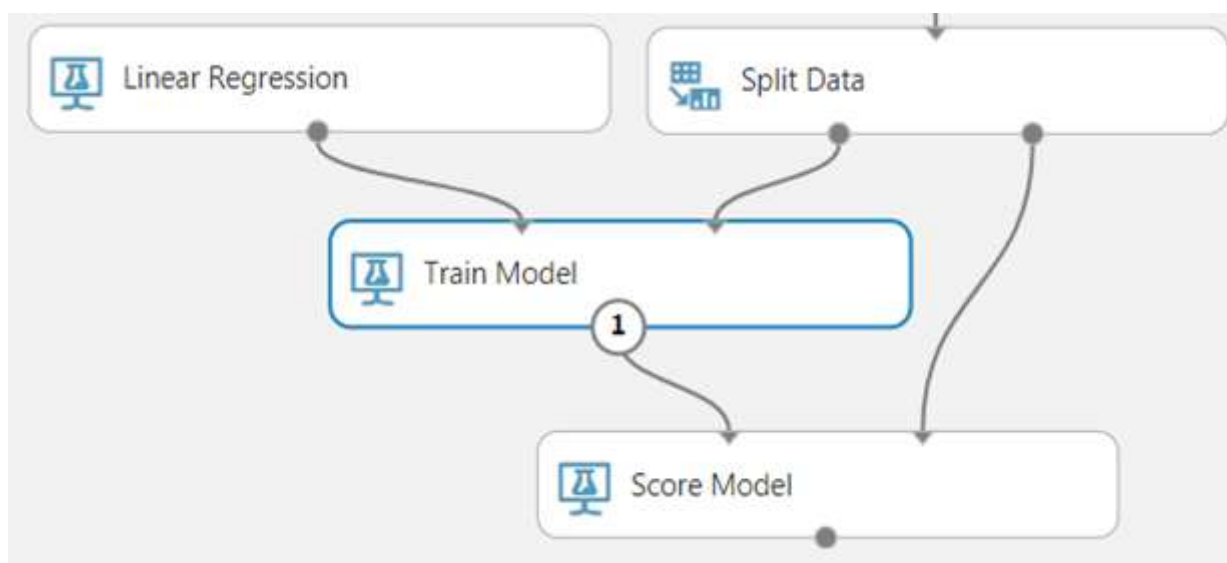 Linear Regression
Split Data
Train Model
1
Score Model